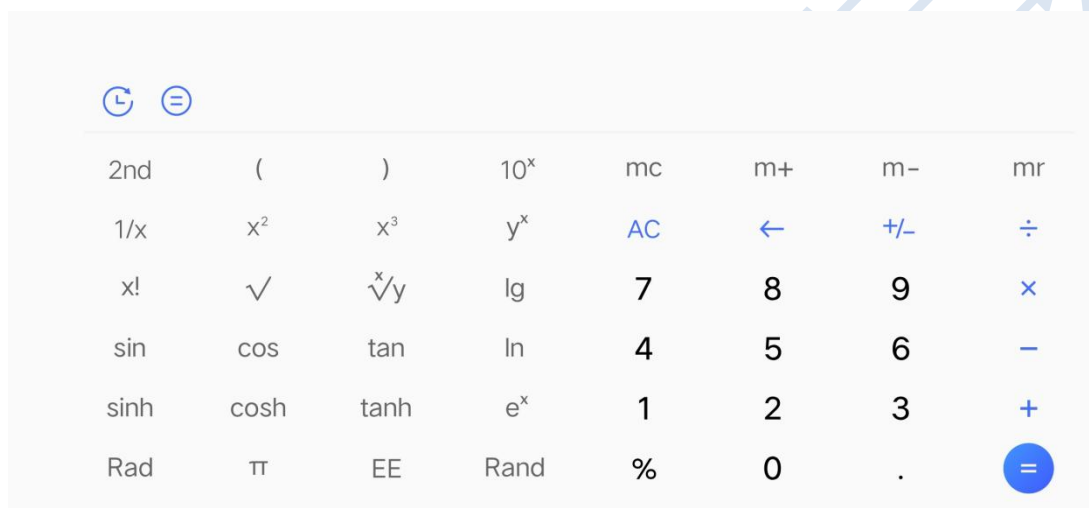 2nd ( ) 10ˣ mc m+ m- mr
1/x x² x³ yˣ AC ← +/- ÷
x! √ ˣ√y lg 7 8 9 ×
sin cos tan ln 4 5 6 −
sinh cosh tanh eˣ 1 2 3 +
Rad π EE Rand % 0 . =